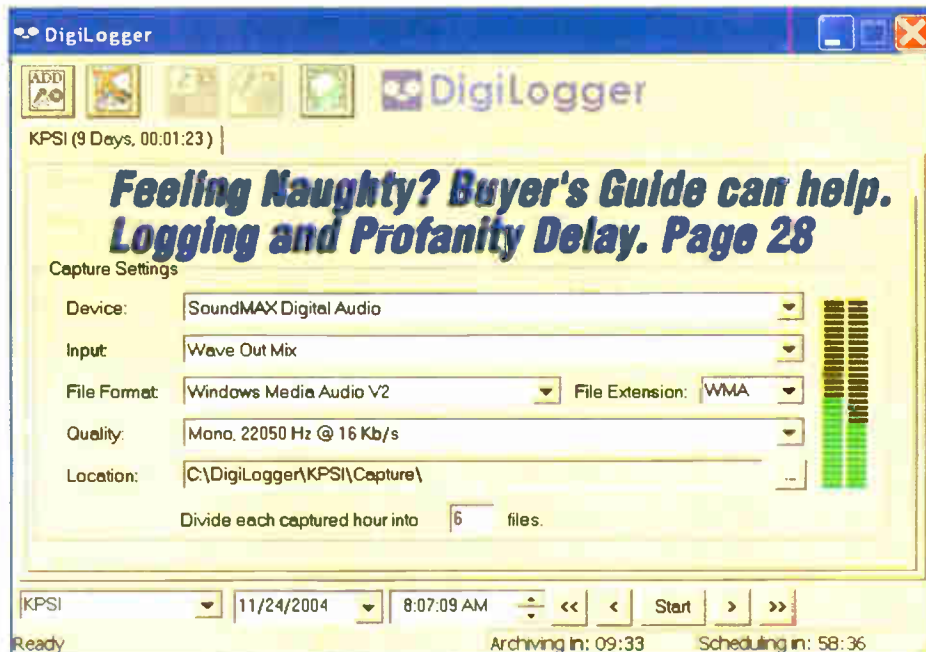 DigiLogger
ADD
DigiLogger
KPSI (9 Days, 00:01:23)
Feeling Naughty? Buyer's Guide can help.
Logging and Profanity Delay. Page 28
Capture Settings
Device: SoundMAX Digital Audio
Input: Wave Out Mix
File Format: Windows Media Audio V2 File Extension: WMA
Quality: Mono, 22050 Hz @ 16 Kb/s
Location: C:\DigiLogger\KPSI\Capture\ ...
Divide each captured hour into 6 files.
KPSI 11/24/2004 8:07:09 AM << < Start > >>
Ready Archiving in: 09:33 Scheduling in: 58:36